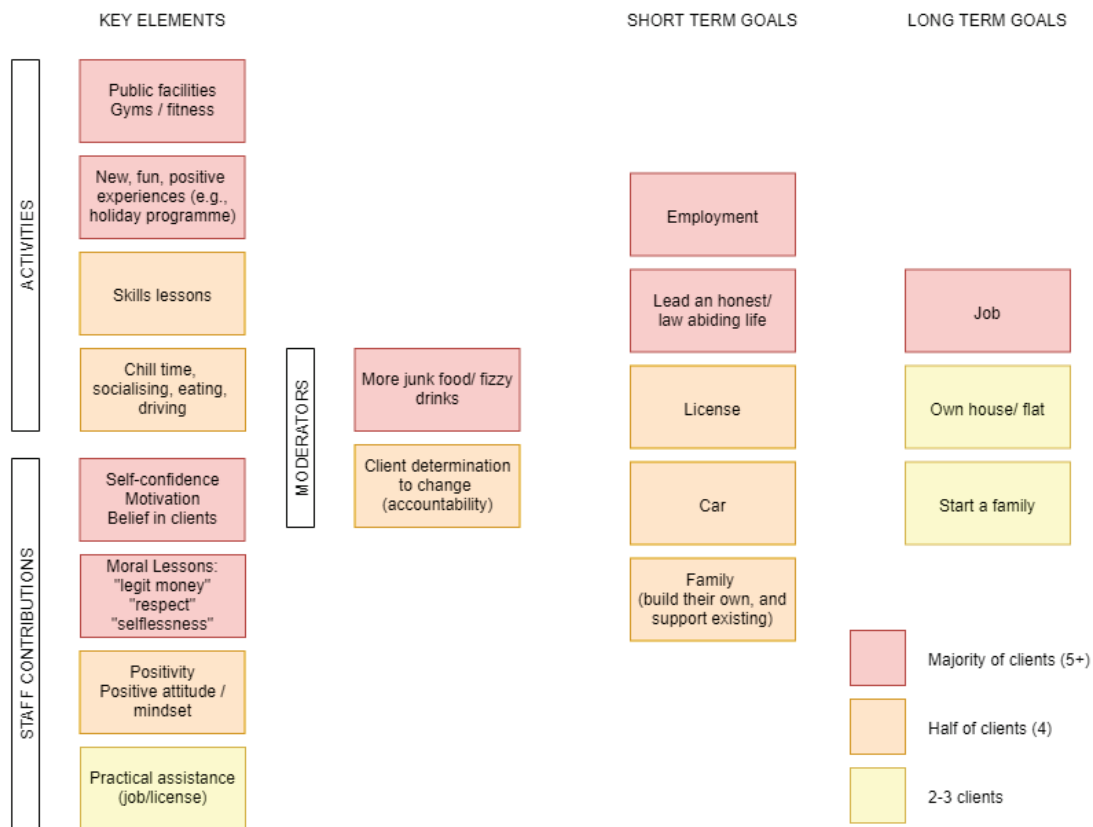 KEY ELEMENTS
SHORT TERM GOALS
LONG TERM GOALS
ACTIVITIES
Public facilities
Gyms / fitness
New, fun, positive
experiences (e.g.,
holiday programme)
Skills lessons
Chill time,
socialising, eating,
driving
STAFF CONTRIBUTIONS
Self-confidence
Motivation
Belief in clients
Moral Lessons:
"legit money"
"respect"
"selflessness"
Positivity
Positive attitude /
mindset
Practical assistance
(job/license)
MODERATORS
More junk food/ fizzy
drinks
Client determination
to change
(accountability)
Employment
Lead an honest/
law abiding life
License
Car
Family
(build their own, and
support existing)
Job
Own house/ flat
Start a family
Majority of clients (5+)
Half of clients (4)
2-3 clients